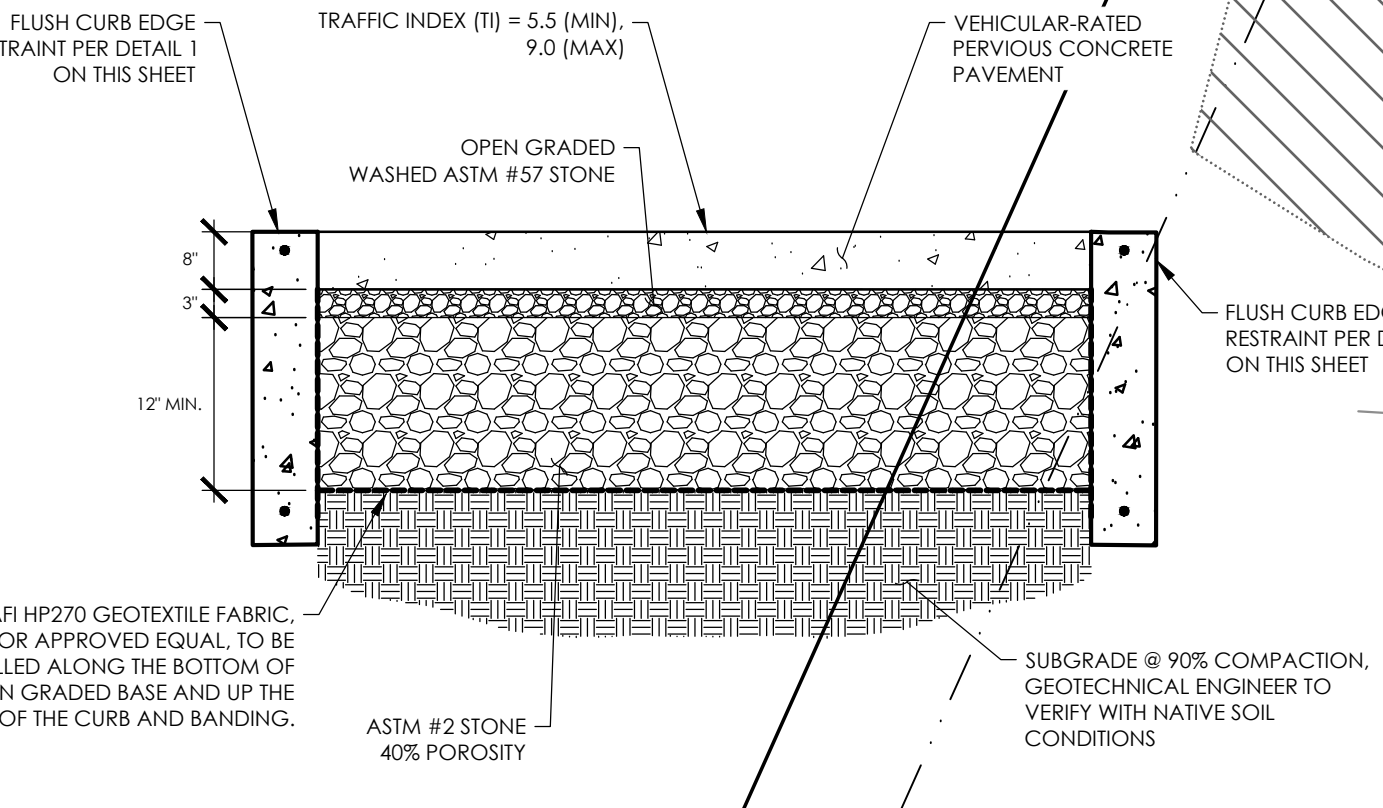 FLUSH CURB EDGE
PER DETAIL 1
ON THIS SHEET
TRAFFIC INDEX (TI) = 5.5 (MIN),
9.0 (MAX)
VEHICULAR-RATED
PERVIOUS CONCRETE
PAVEMENT
OPEN GRADED
WASHED ASTM #57 STONE
8"
3"
12" MIN.
FLUSH CURB
RESTRAINT PER
ON THIS SHEET
HP270 GEOTEXTILE FABRIC,
OR APPROVED EQUAL, TO BE
ALONG THE BOTTOM OF
GRADED BASE AND UP THE
OF THE CURB AND BANDING.
ASTM #2 STONE
40% POROSITY
SUBGRADE @ 90% COMPACTION,
GEOTECHNICAL ENGINEER TO
VERIFY WITH NATIVE SOIL
CONDITIONS